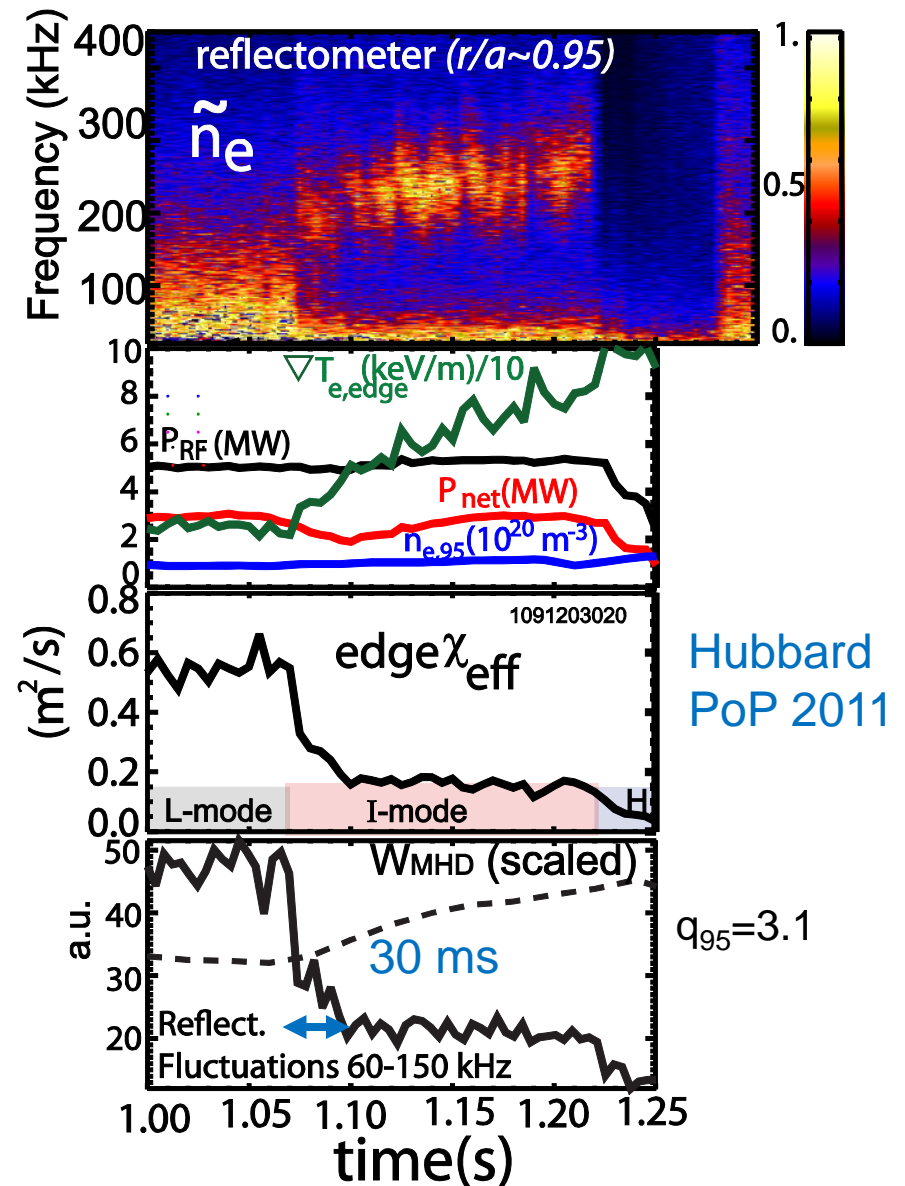 400
300
200
100
Frequency (kHz)
reflectometer (r/a~0.95)
ñe
1.
0.5
0.
10
8
6
4
2
0
▽Te,edge (keV/m)/10
PRF (MW)
Pnet(MW)
ne,95(10^20 m^-3)
0.8
0.6
0.4
0.2
0.0
(m^2/s)
1091203020
edge χeff
L-mode
I-mode
H
Hubbard
PoP 2011
50
40
30
20
a.u.
WMHD (scaled)
30 ms
Reflect.
Fluctuations 60-150 kHz
q95=3.1
1.00
1.05
1.10
1.15
1.20
1.25
time(s)